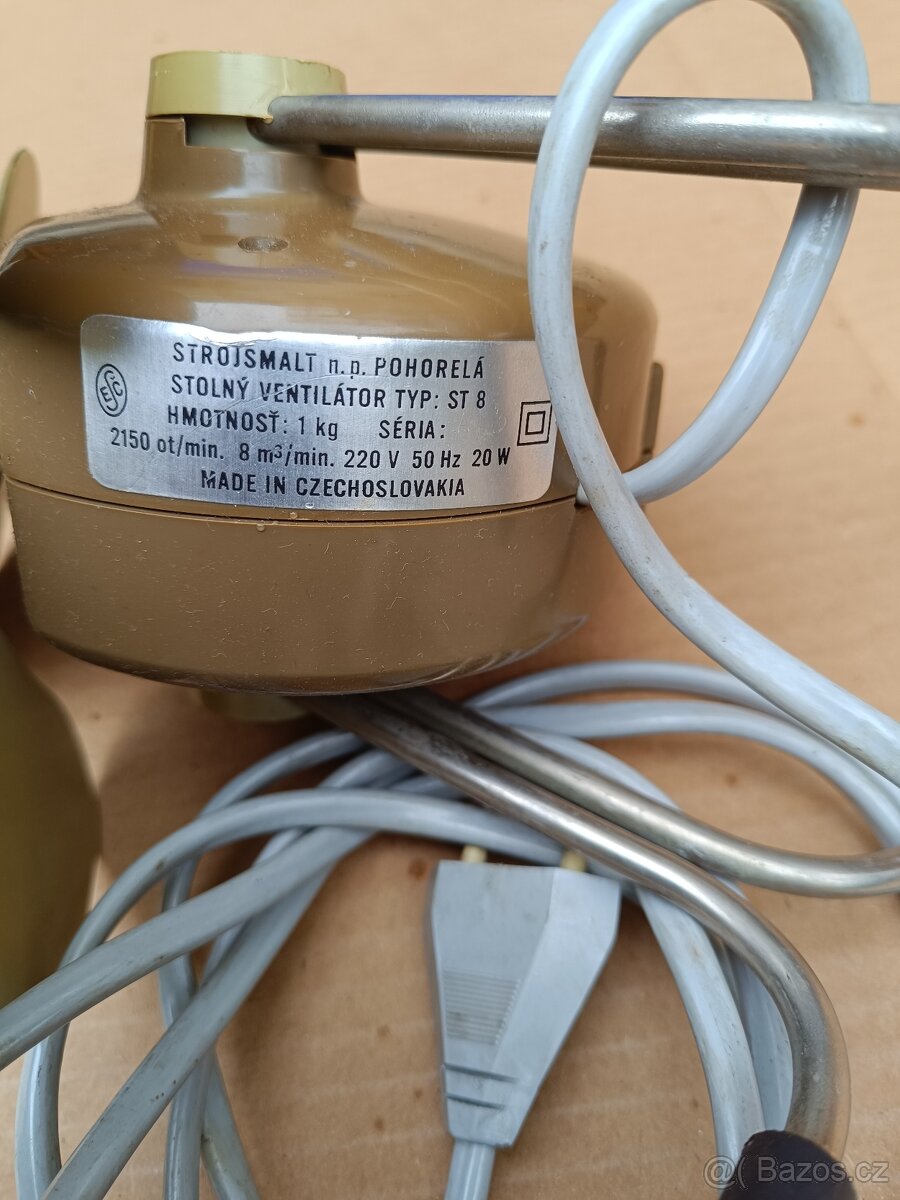 STROJSMALT n.p. POHORELÁ
STOLNÝ VENTILÁTOR TYP: ST 8
ESC
HMOTNOSŤ: 1 kg SÉRIA:
2150 ot/min. 8 m³/min. 220 V 50 Hz 20 W
MADE IN CZECHOSLOVAKIA
@( Bazos.cz